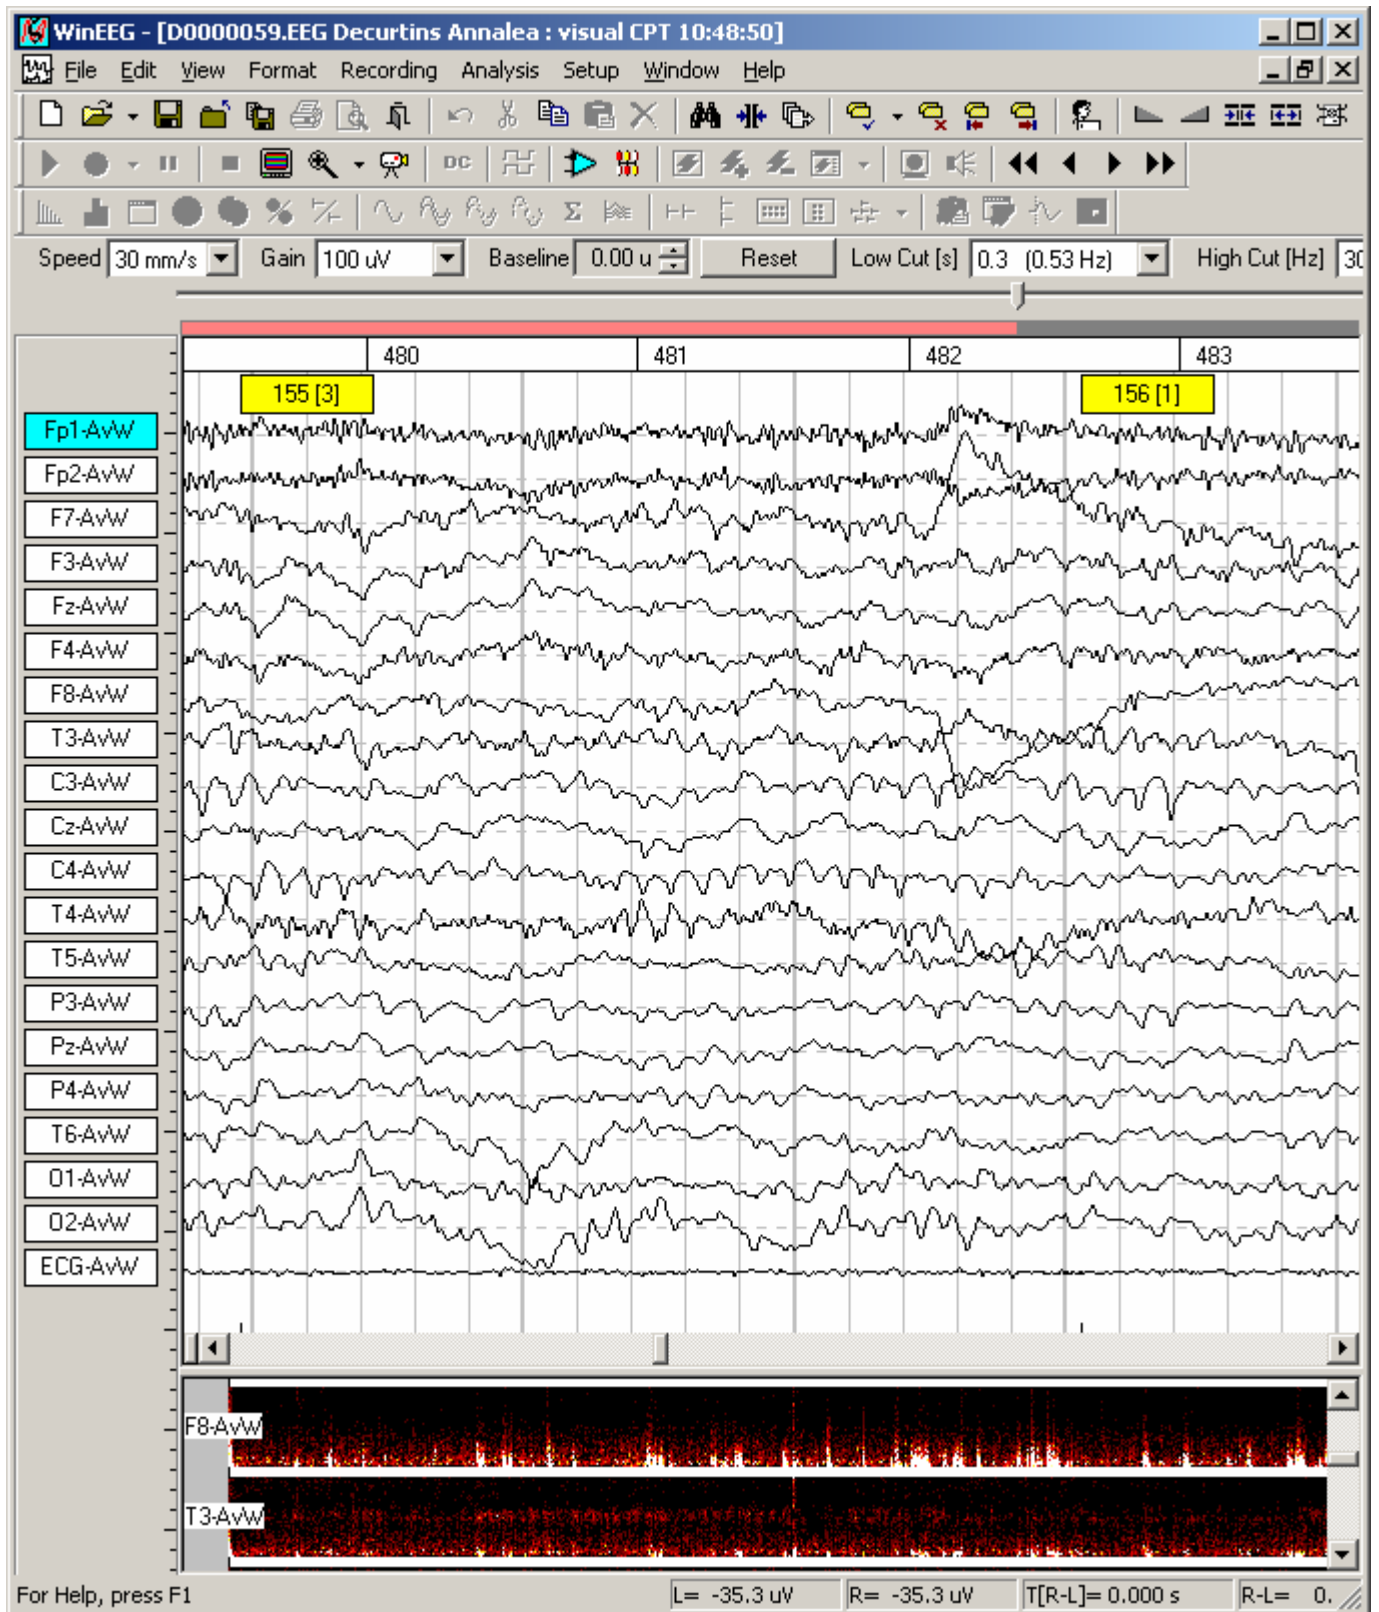 WinEEG - [D0000059.EEG Decurtins Annalea : visual CPT 10:48:50]
File Edit View Format Recording Analysis Setup Window Help
DC
Speed 30 mm/s Gain 100 uV Baseline 0.00 u Reset Low Cut [s] 0.3 (0.53 Hz) High Cut [Hz] 30
480 481 482 483
155 [3] 156 [1]
Fp1-AvW
Fp2-AvW
F7-AvW
F3-AvW
Fz-AvW
F4-AvW
F8-AvW
T3-AvW
C3-AvW
Cz-AvW
C4-AvW
T4-AvW
T5-AvW
P3-AvW
Pz-AvW
P4-AvW
T6-AvW
O1-AvW
O2-AvW
ECG-AvW
F8-AvW
T3-AvW
For Help, press F1 L= -35.3 uV R= -35.3 uV T[R-L]= 0.000 s R-L= 0.